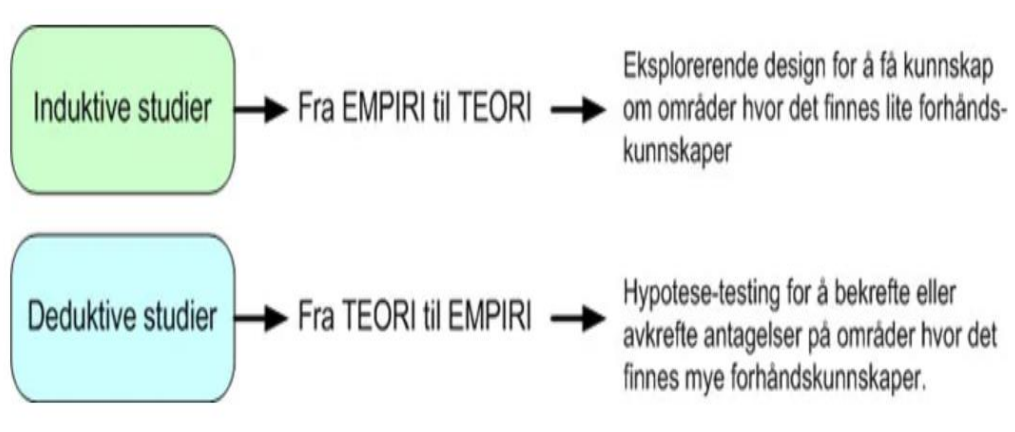 Induktive studier
Fra EMPIRI til TEORI
Eksplorerende design for å få kunnskap
om områder hvor det finnes lite forhånds-
kunnskaper
Deduktive studier
Fra TEORI til EMPIRI
Hypotese-testing for å bekrefte eller
avkrefte antagelser på områder hvor det
finnes mye forhåndskunnskaper.